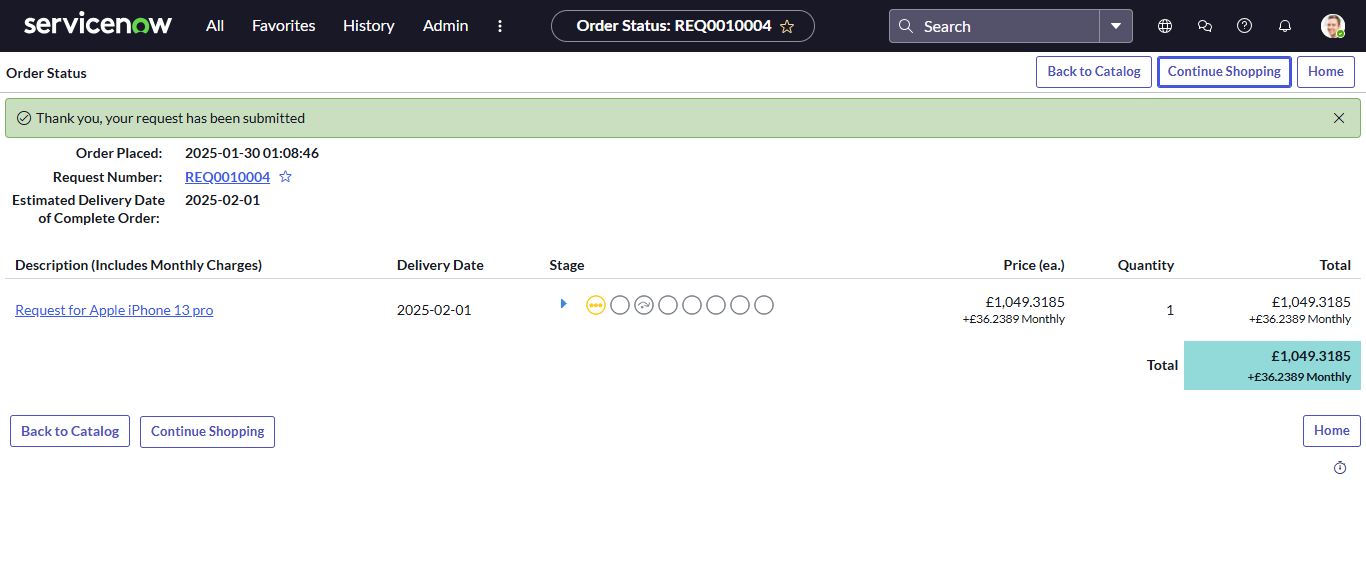 servicenow All Favorites History Admin Order Status: REQ0010004 Search
Order Status Back to Catalog Continue Shopping Home
Thank you, your request has been submitted
Order Placed: 2025-01-30 01:08:46
Request Number: REQ0010004
Estimated Delivery Date 2025-02-01
of Complete Order:
Description (Includes Monthly Charges) Delivery Date Stage Price (ea.) Quantity Total
Request for Apple iPhone 13 pro 2025-02-01 £1,049.3185 1 £1,049.3185
+£36.2389 Monthly +£36.2389 Monthly
Total £1,049.3185
+£36.2389 Monthly
Back to Catalog Continue Shopping Home